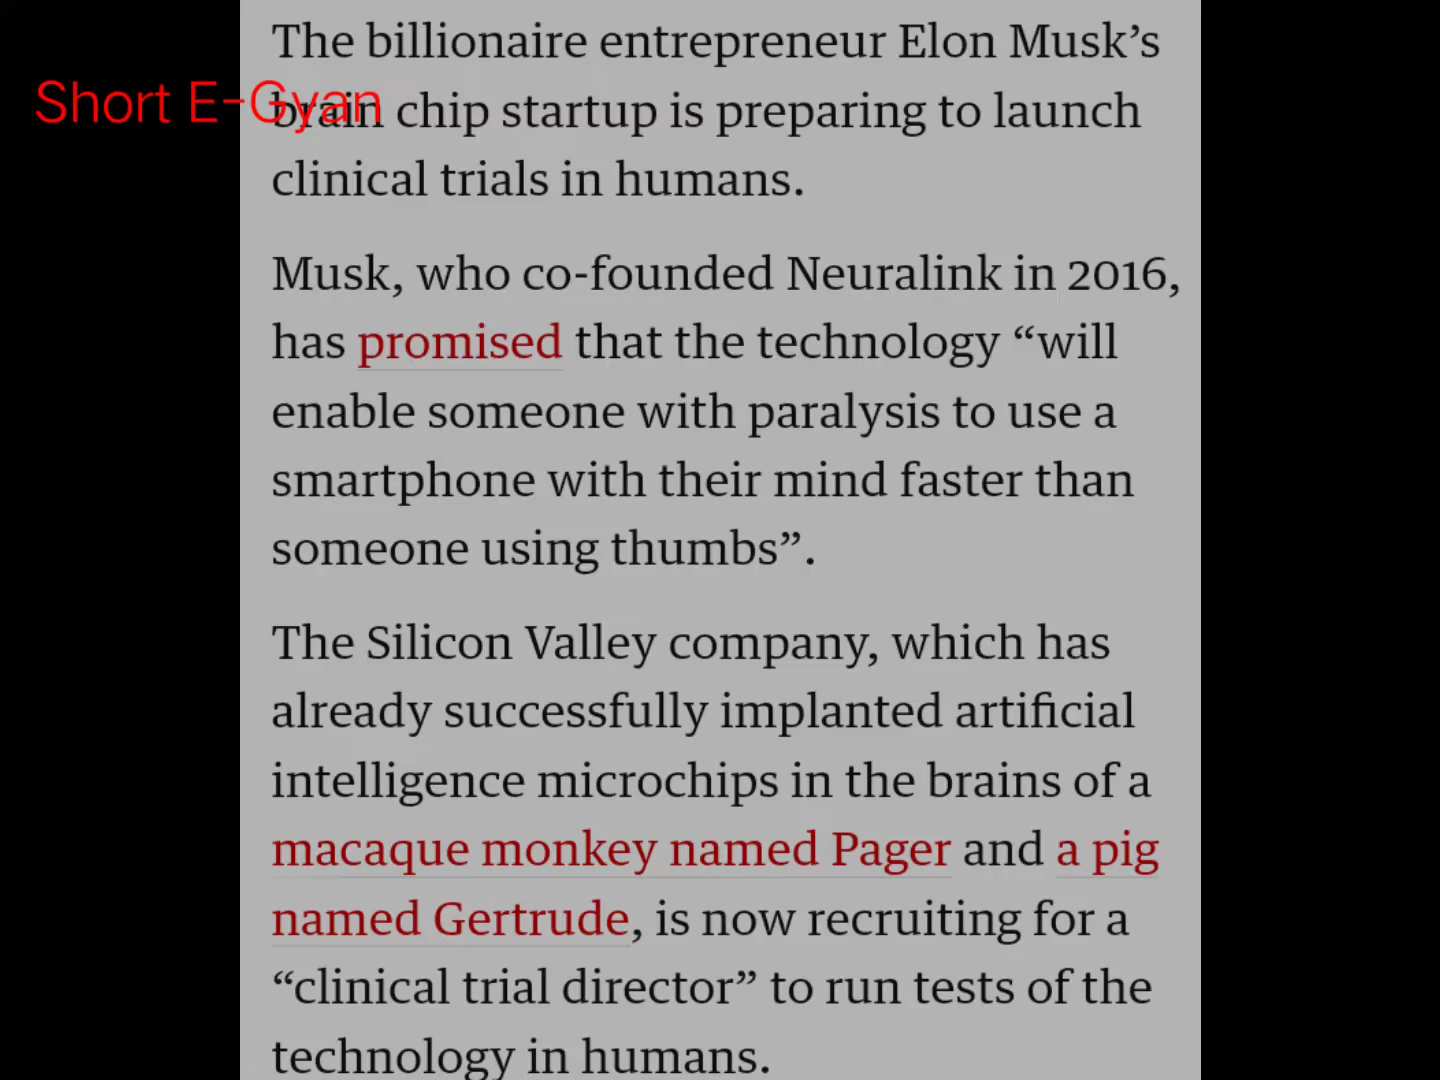 The billionaire entrepreneur Elon Musk’s
Short E-Gyan
brain chip startup is preparing to launch
clinical trials in humans.
Musk, who co-founded Neuralink in 2016,
has promised that the technology “will
enable someone with paralysis to use a
smartphone with their mind faster than
someone using thumbs”.
The Silicon Valley company, which has
already successfully implanted artificial
intelligence microchips in the brains of a
macaque monkey named Pager and a pig
named Gertrude, is now recruiting for a
“clinical trial director” to run tests of the
technology in humans.